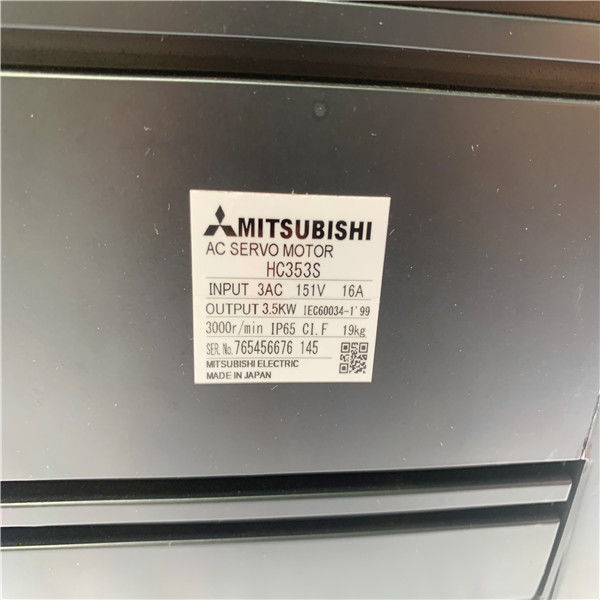 MITSUBISHI
AC SERVO MOTOR
HC353S
INPUT 3AC 151V 16A
OUTPUT 3.5KW IEC60034-1'99
3000r/min IP65 CI.F 19kg
SER.No.765456676 145
MITSUBISHI ELECTRIC
MADE IN JAPAN